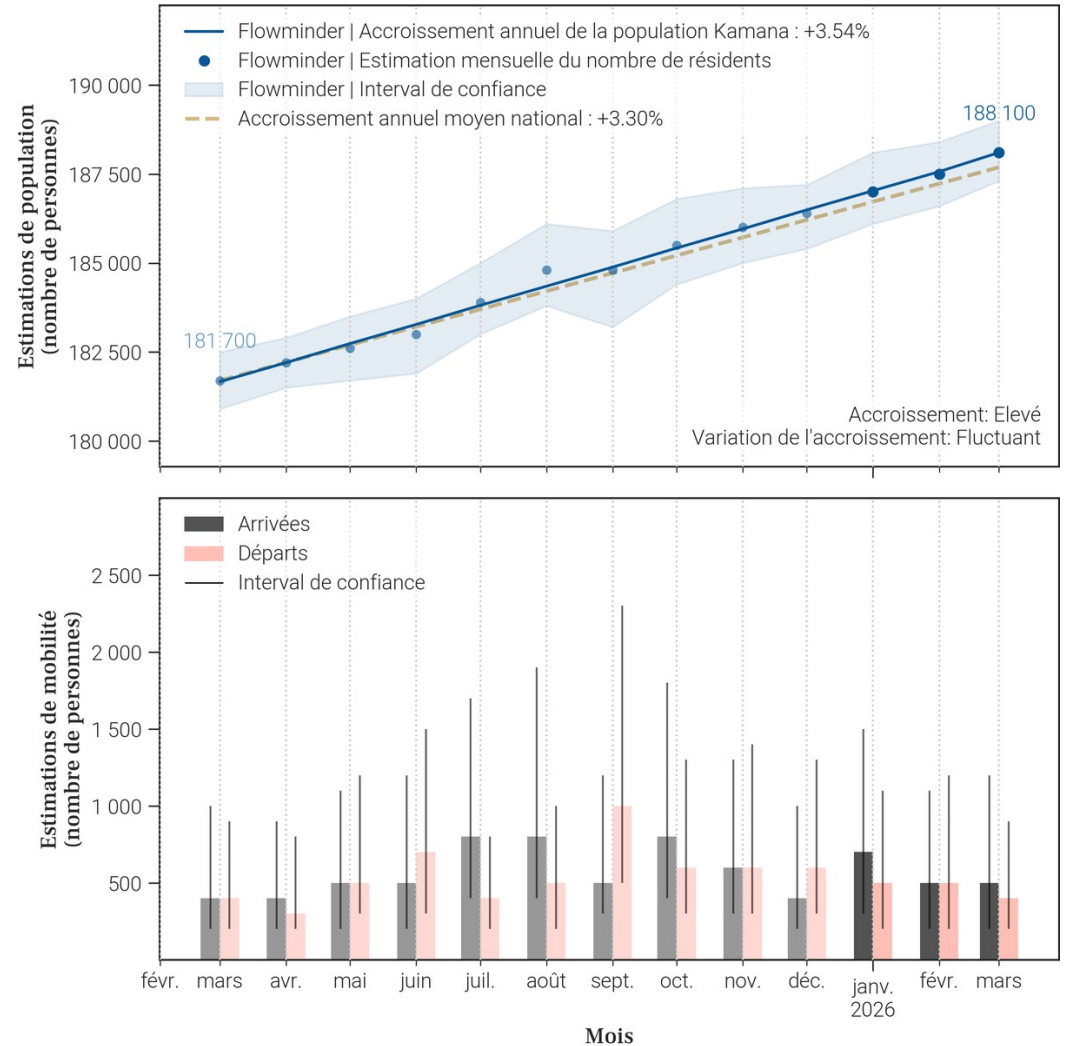 Flowminder | Accroissement annuel de la population Kamana : +3.54%
Flowminder | Estimation mensuelle du nombre de résidents
Flowminder | Interval de confiance
Accroissement annuel moyen national : +3.30%
Estimations de population
(nombre de personnes)
190 000
187 500
185 000
182 500
180 000
181 700
188 100
Accroissement: Elevé
Variation de l'accroissement: Fluctuant
Arrivées
Départs
Interval de confiance
Estimations de mobilité
(nombre de personnes)
2 500
2 000
1 500
1 000
500
févr. mars avr. mai juin juil. août sept. oct. nov. déc. janv. févr. mars
2026
Mois